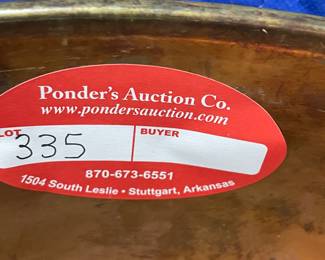 Ponder's Auction Co.
www.pondersauction.com
LOT BUYER
335
870-673-6551
1504 South Leslie • Stuttgart, Arkansas